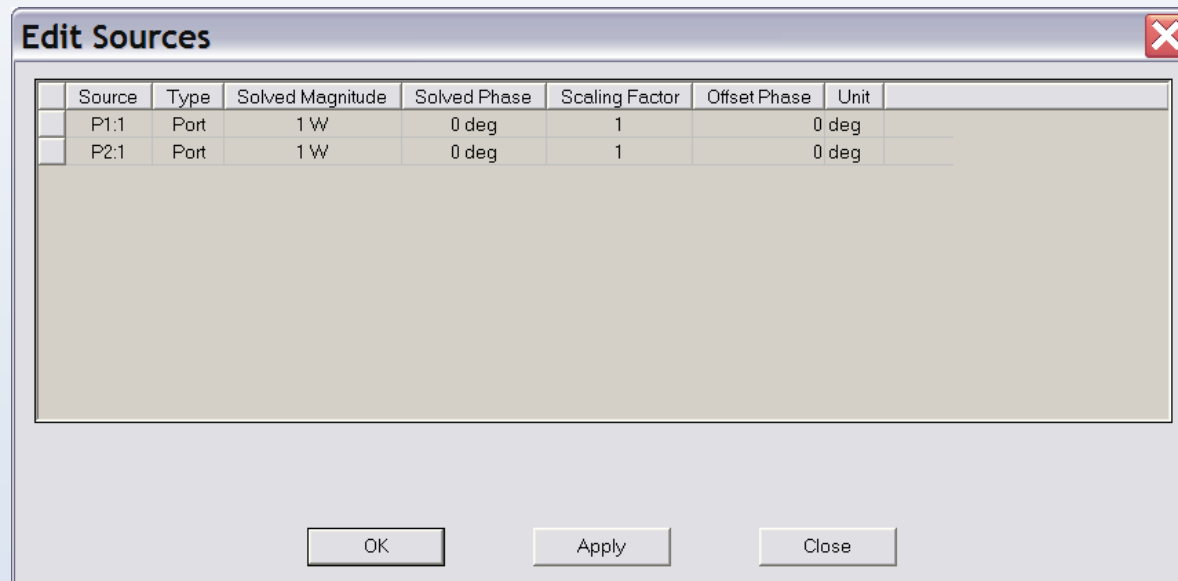 Edit Sources
Source Type Solved Magnitude Solved Phase Scaling Factor Offset Phase Unit
P1:1 Port 1 W 0 deg 1 0 deg
P2:1 Port 1 W 0 deg 1 0 deg
OK Apply Close